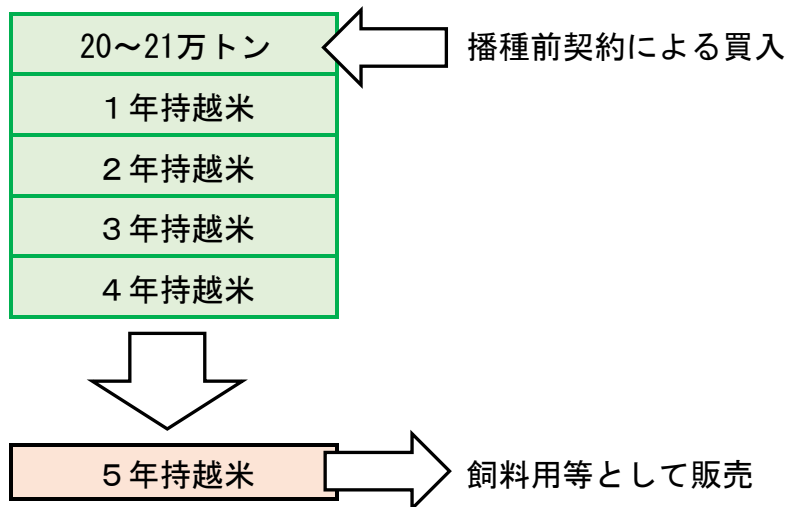 20～21万トン
播種前契約による買入
１年持越米
２年持越米
３年持越米
４年持越米
５年持越米
飼料用等として販売